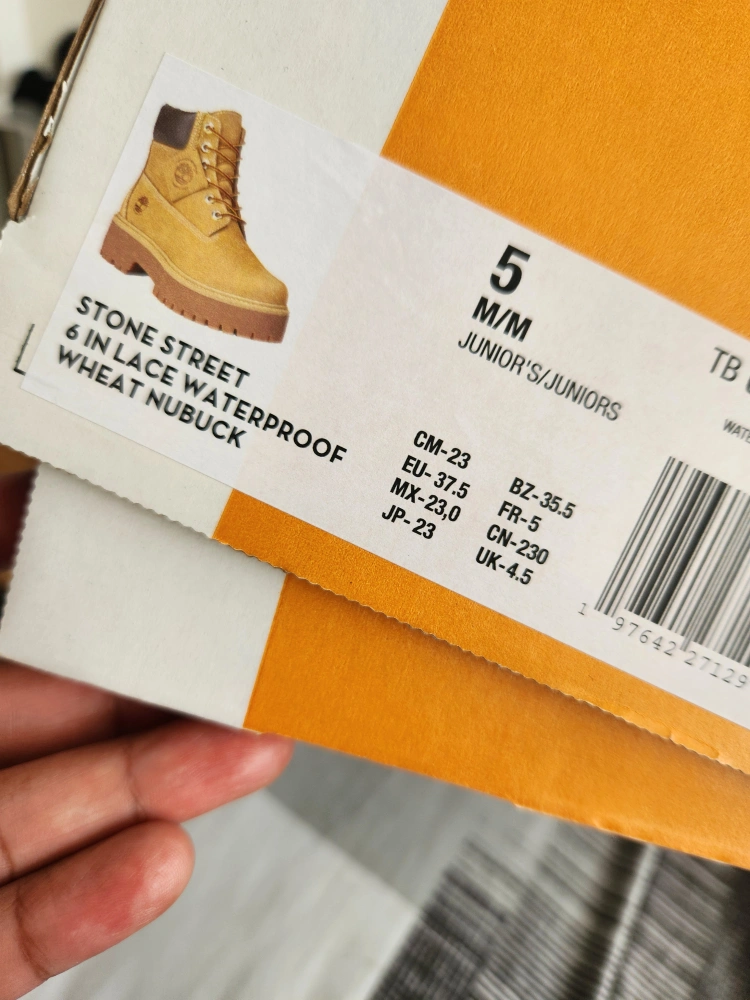 STONE STREET
6 IN LACE WATERPROOF
WHEAT NUBUCK
5
M/M
JUNIOR'S/JUNIORS
CM-23
EU-37.5
MX-23,0
JP-23
BZ-35.5
FR-5
CN-230
UK-4.5
TB
1 97642 27129